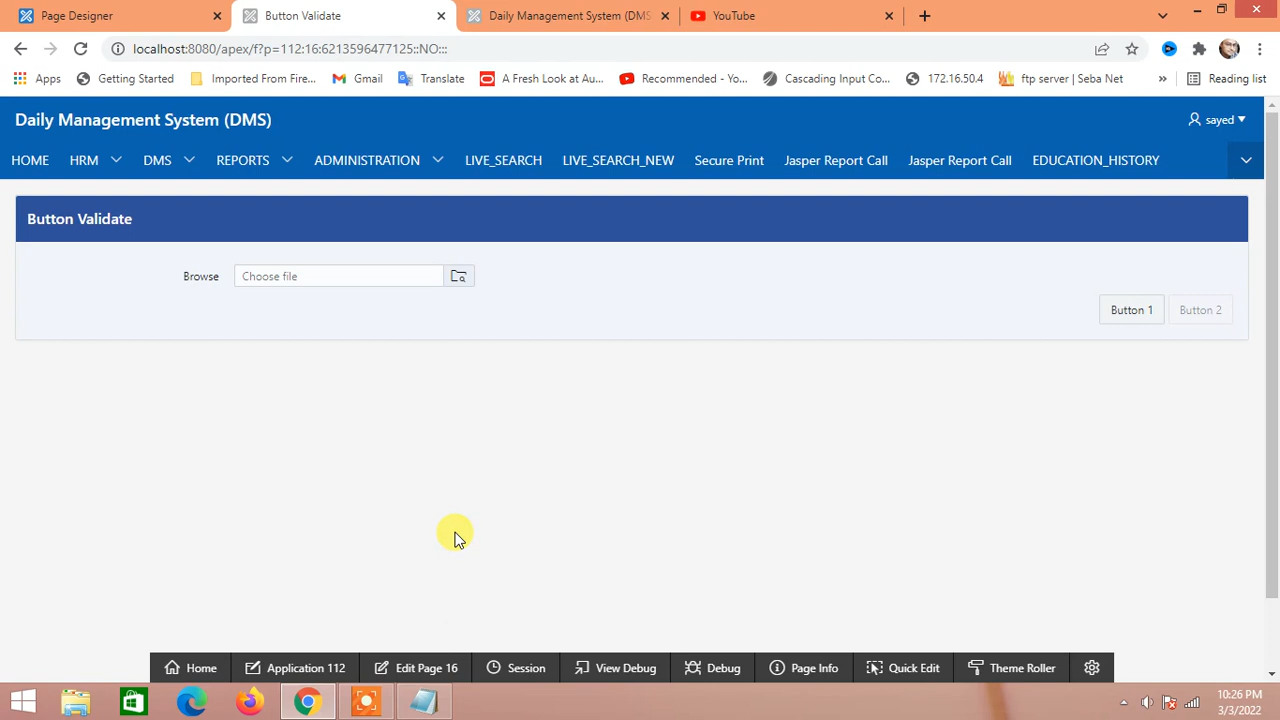 Page Designer
Button Validate
Daily Management System (DMS
YouTube
localhost:8080/apex/f?p=112:16:6213596477125::NO:::
Apps
Getting Started
Imported From Fire...
Gmail
Translate
A Fresh Look at Au...
Recommended - Yo...
Cascading Input Co...
172.16.50.4
ftp server | Seba Net
Reading list
Daily Management System (DMS)
sayed
HOME
HRM
DMS
REPORTS
ADMINISTRATION
LIVE_SEARCH
LIVE_SEARCH_NEW
Secure Print
Jasper Report Call
Jasper Report Call
EDUCATION_HISTORY
Button Validate
Browse
Choose file
Button 1
Button 2
Home
Application 112
Edit Page 16
Session
View Debug
Debug
Page Info
Quick Edit
Theme Roller
10:26 PM
3/3/2022